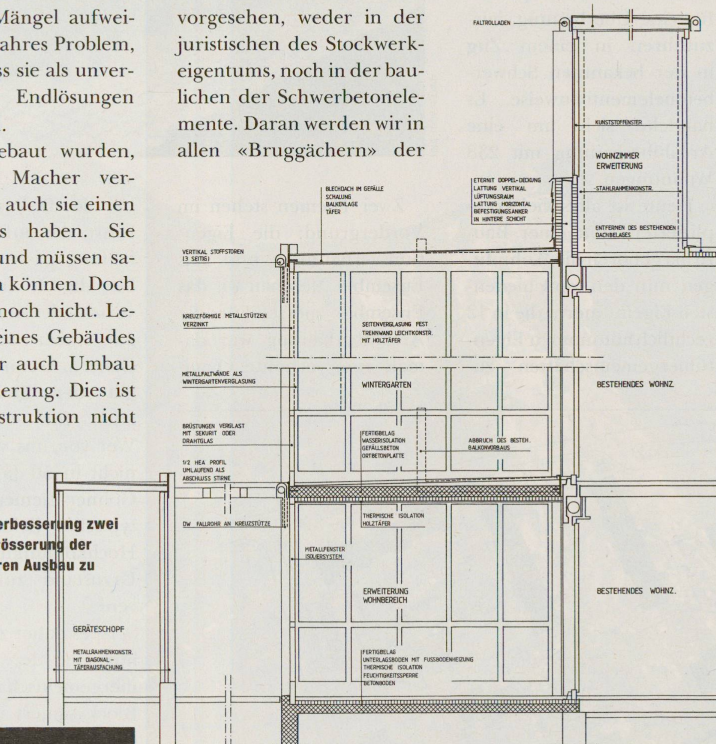 Mängel aufwei-
ahres Problem,
ss sie als unver-
Endlösungen
ebaut wurden,
Macher ver-
auch sie einen
s haben. Sie
und müssen sa-
n können. Doch
noch nicht. Le-
eines Gebäudes
r auch Umbau
erung. Dies ist
struktion nicht
erbesserung zwei
össerung der
ren Ausbau zu
vorgesehen, weder in der
juristischen des Stockwerk-
eigentums, noch in der bau-
lichen der Schwerbetonele-
mente. Daran werden wir in
allen «Bruggächern» der
FALTROLLADEN
KUNSTSTOFFENSTER
WOHNZIMMER
ERWEITERUNG
STAHLRAHMENKONSTR.
ENTFERNEN DES BESTEHENDEN
DACHBELAGES
ETERNIT DOPPEL-DECKUNG
LATTUNG VERTIKAL
LÜFTUNGSRAUM
LATTUNG HORIZONTAL
BEFESTIGUNGSANKER
IN HINTERE SCHICHT
BLECHDACH IM GEFÄLLE
SCHALUNG
BALKENLAGE
TÄFER
VERTIKAL STOFFSTOREN
(3 SEITIG)
KREUZFÖRMIGE METALLSTÜTZEN
VERZINKT
SEITENVERGLASUNG FEST
TRENNWAND LEICHTKONSTR.
MIT HOLZTÄFER
METALLFALTWÄNDE ALS
WINTERGARTENVERGLASUNG
WINTERGARTEN
BESTEHENDES WOHNZ.
BRÜSTUNGEN VERGLAST
MIT SEKURIT ODER
DRAHTGLAS
FERTIGBELAG
WASSERISOLATION
GEFÄLLSBETON
ORTBETONPLATTE
ABBRUCH DES BESTEH.
BALKONVORBAUS
1/2 HEA PROFIL
UMLAUFEND ALS
ABSCHLUSS STIRNE
DW FALLROHR AN KREUZSTÜTZE
THERMISCHE ISOLATION
HOLZTÄFER
METALLFENSTER
ISOLIERSYSTEM
ERWEITERUNG
WOHNBEREICH
BESTEHENDES WOHNZ.
GERÄTESCHOPF
METALLRAHMENKONSTR.
MIT DIAGONAL-
TÄFERAUSFACHUNG
FERTIGBELAG
UNTERLAGSBODEN MIT FUSSBODENHEIZUNG
THERMISCHE ISOLATION
FEUCHTIGKEITSSPERRE
BETONBODEN